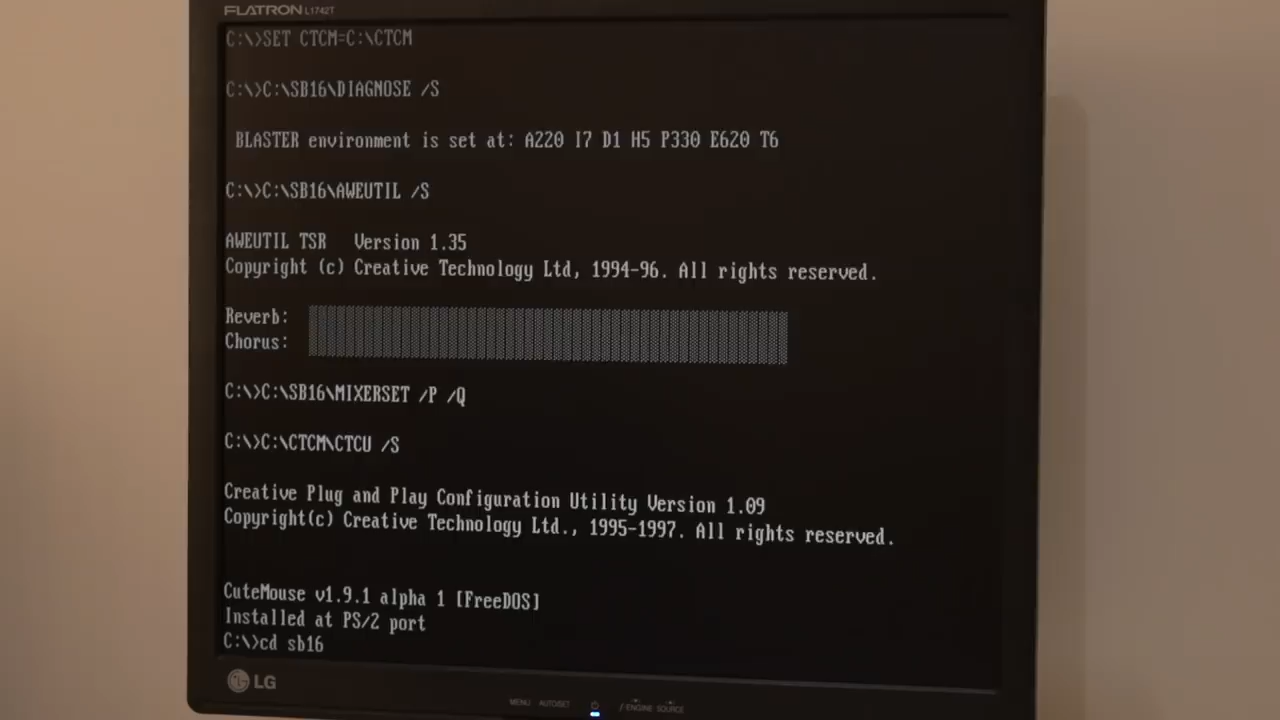 FLATRON L1742T
C:\>SET CTCM=C:\CTCM
C:\>C:\SB16\DIAGNOSE /S
BLASTER environment is set at: A220 I7 D1 H5 P330 E620 T6
C:\>C:\SB16\AWEUTIL /S
AWEUTIL TSR Version 1.35
Copyright (c) Creative Technology Ltd, 1994-96. All rights reserved.
Reverb:
Chorus:
C:\>C:\SB16\MIXERSET /P /Q
C:\>C:\CTCM\CTCU /S
Creative Plug and Play Configuration Utility Version 1.09
Copyright(c) Creative Technology Ltd., 1995-1997. All rights reserved.
CuteMouse v1.9.1 alpha 1 [FreeDOS]
Installed at PS/2 port
C:\>cd sb16
LG
MENU AUTO/SET ƒ ENGINE SOURCE